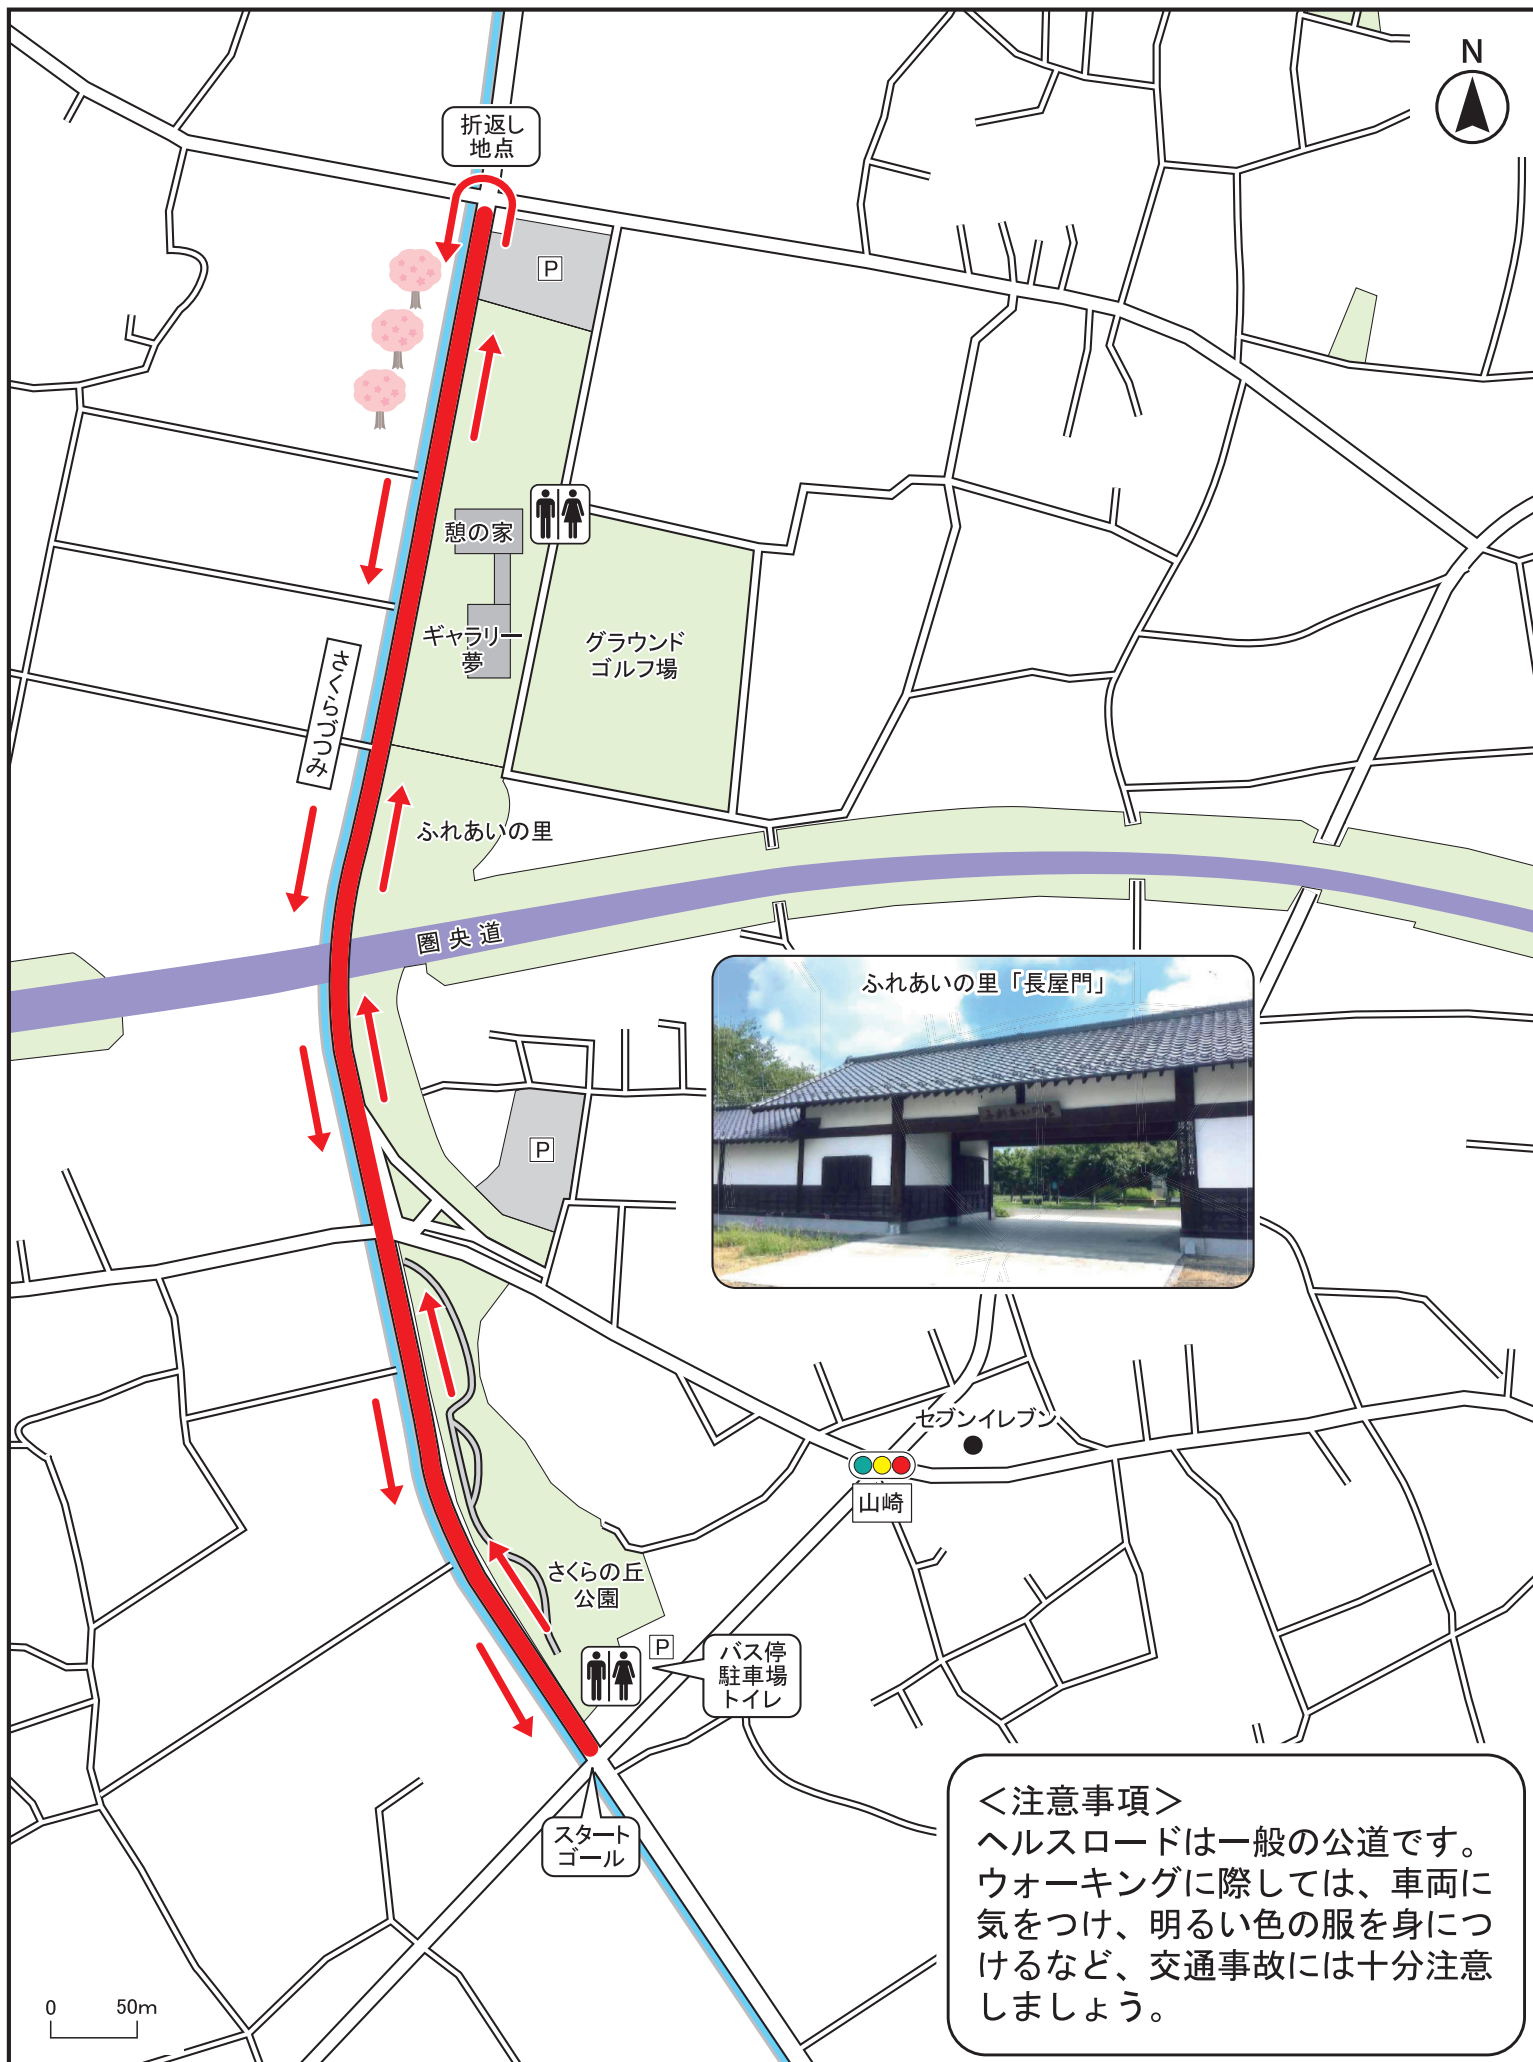 N
折返し
地点
P
憩の家
ギャラリー
夢
グラウンド
ゴルフ場
さくらづつみ
ふれあいの里
圏央道
ふれあいの里「長屋門」
ふれあいの里
P
セブンイレブン
山崎
さくらの丘
公園
P
バス停
駐車場
トイレ
スタート
ゴール
＜注意事項＞
ヘルスロードは一般の公道です。
ウォーキングに際しては、車両に
気をつけ、明るい色の服を身につ
けるなど、交通事故には十分注意
しましょう。
0 50m